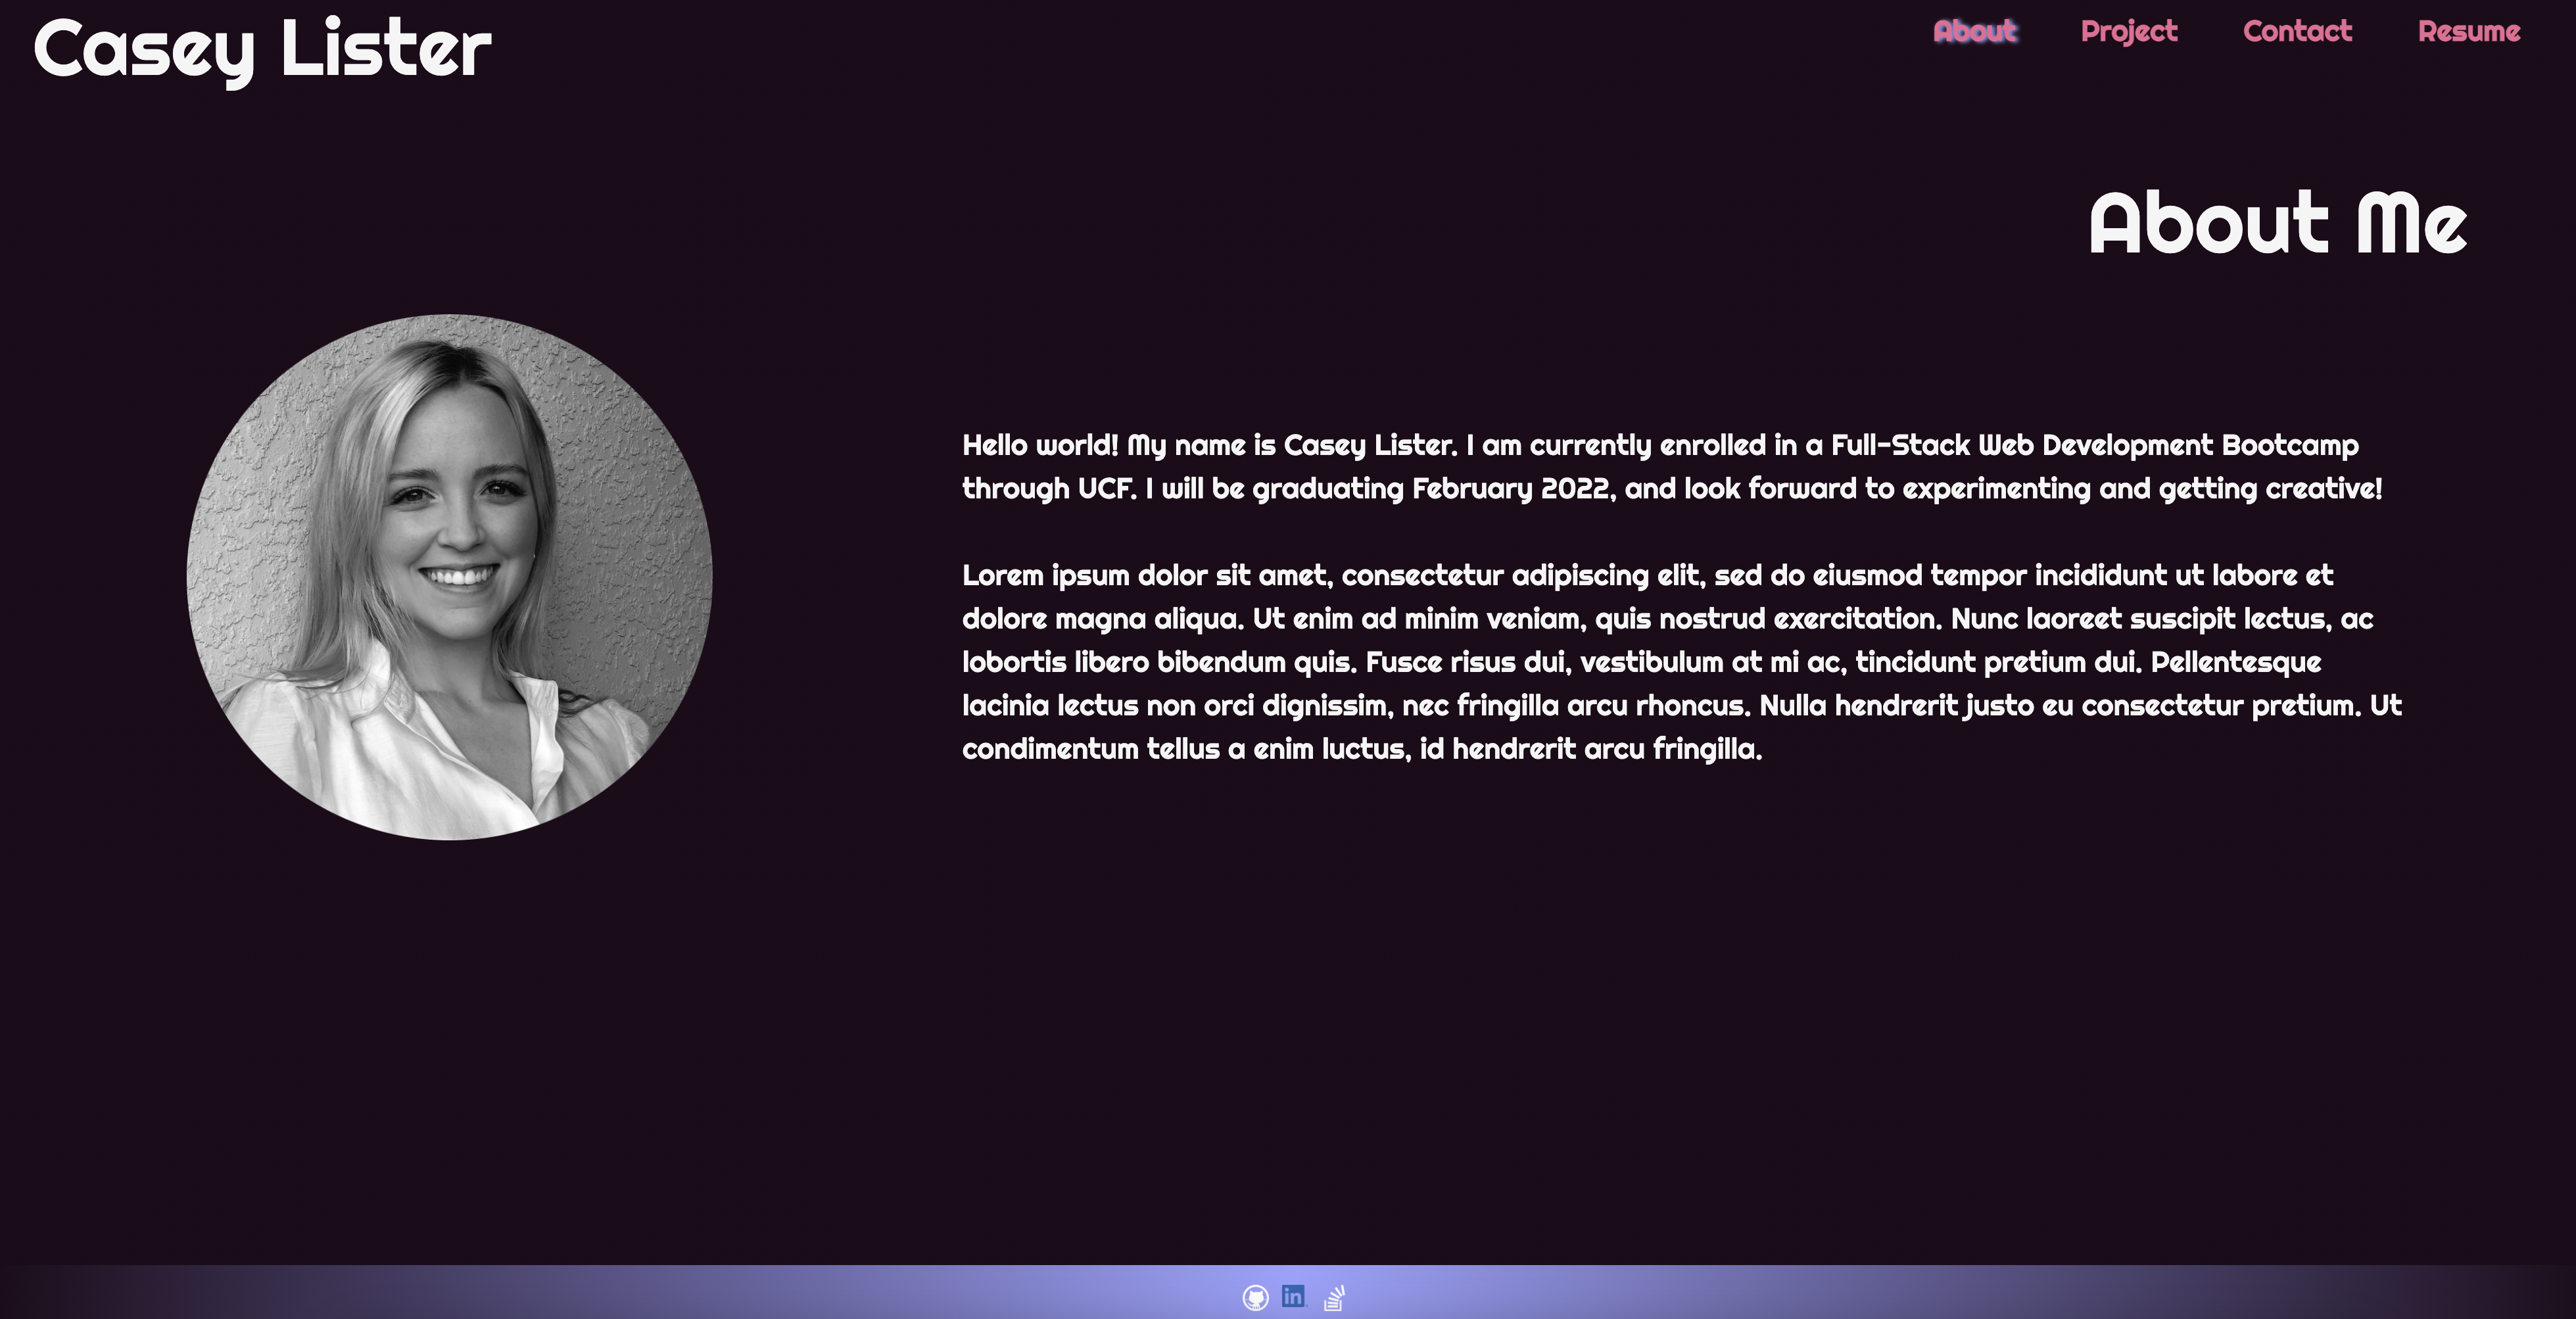 Casey Lister
About Project Contact Resume
About Me
Hello world! My name is Casey Lister. I am currently enrolled in a Full-Stack Web Development Bootcamp
through UCF. I will be graduating February 2022, and look forward to experimenting and getting creative!
Lorem ipsum dolor sit amet, consectetur adipiscing elit, sed do eiusmod tempor incididunt ut labore et
dolore magna aliqua. Ut enim ad minim veniam, quis nostrud exercitation. Nunc laoreet suscipit lectus, ac
lobortis libero bibendum quis. Fusce risus dui, vestibulum at mi ac, tincidunt pretium dui. Pellentesque
lacinia lectus non orci dignissim, nec fringilla arcu rhoncus. Nulla hendrerit justo eu consectetur pretium. Ut
condimentum tellus a enim luctus, id hendrerit arcu fringilla.
in